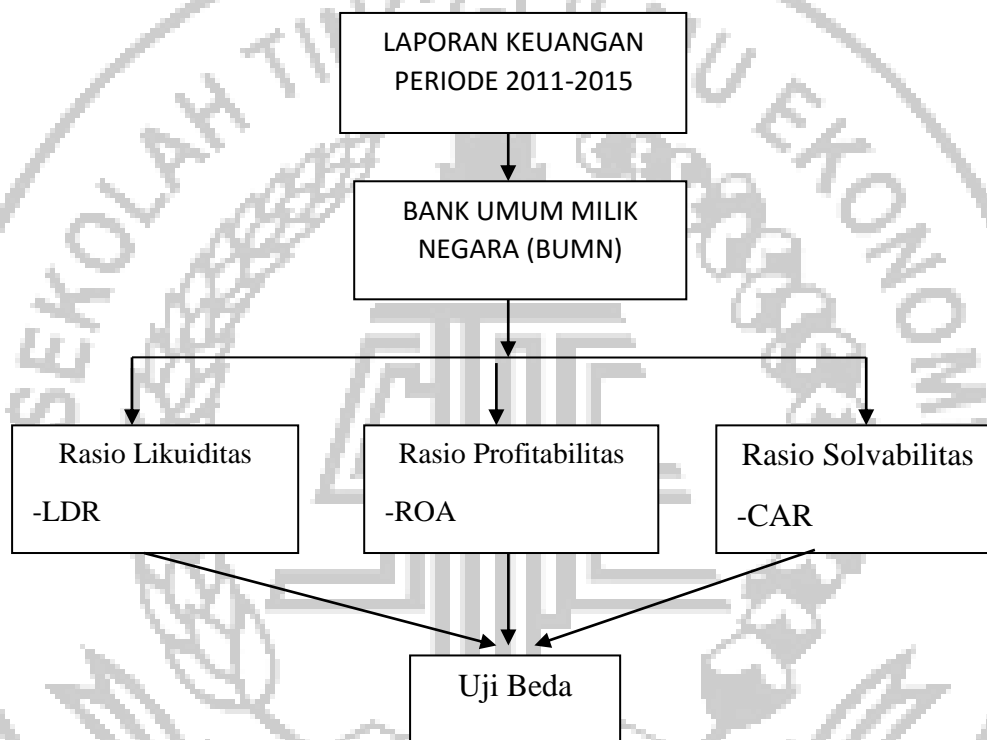 LAPORAN KEUANGAN
PERIODE 2011-2015
BANK UMUM MILIK
NEGARA (BUMN)
Rasio Likuiditas
-LDR
Rasio Profitabilitas
-ROA
Rasio Solvabilitas
-CAR
Uji Beda
SEKOLAH